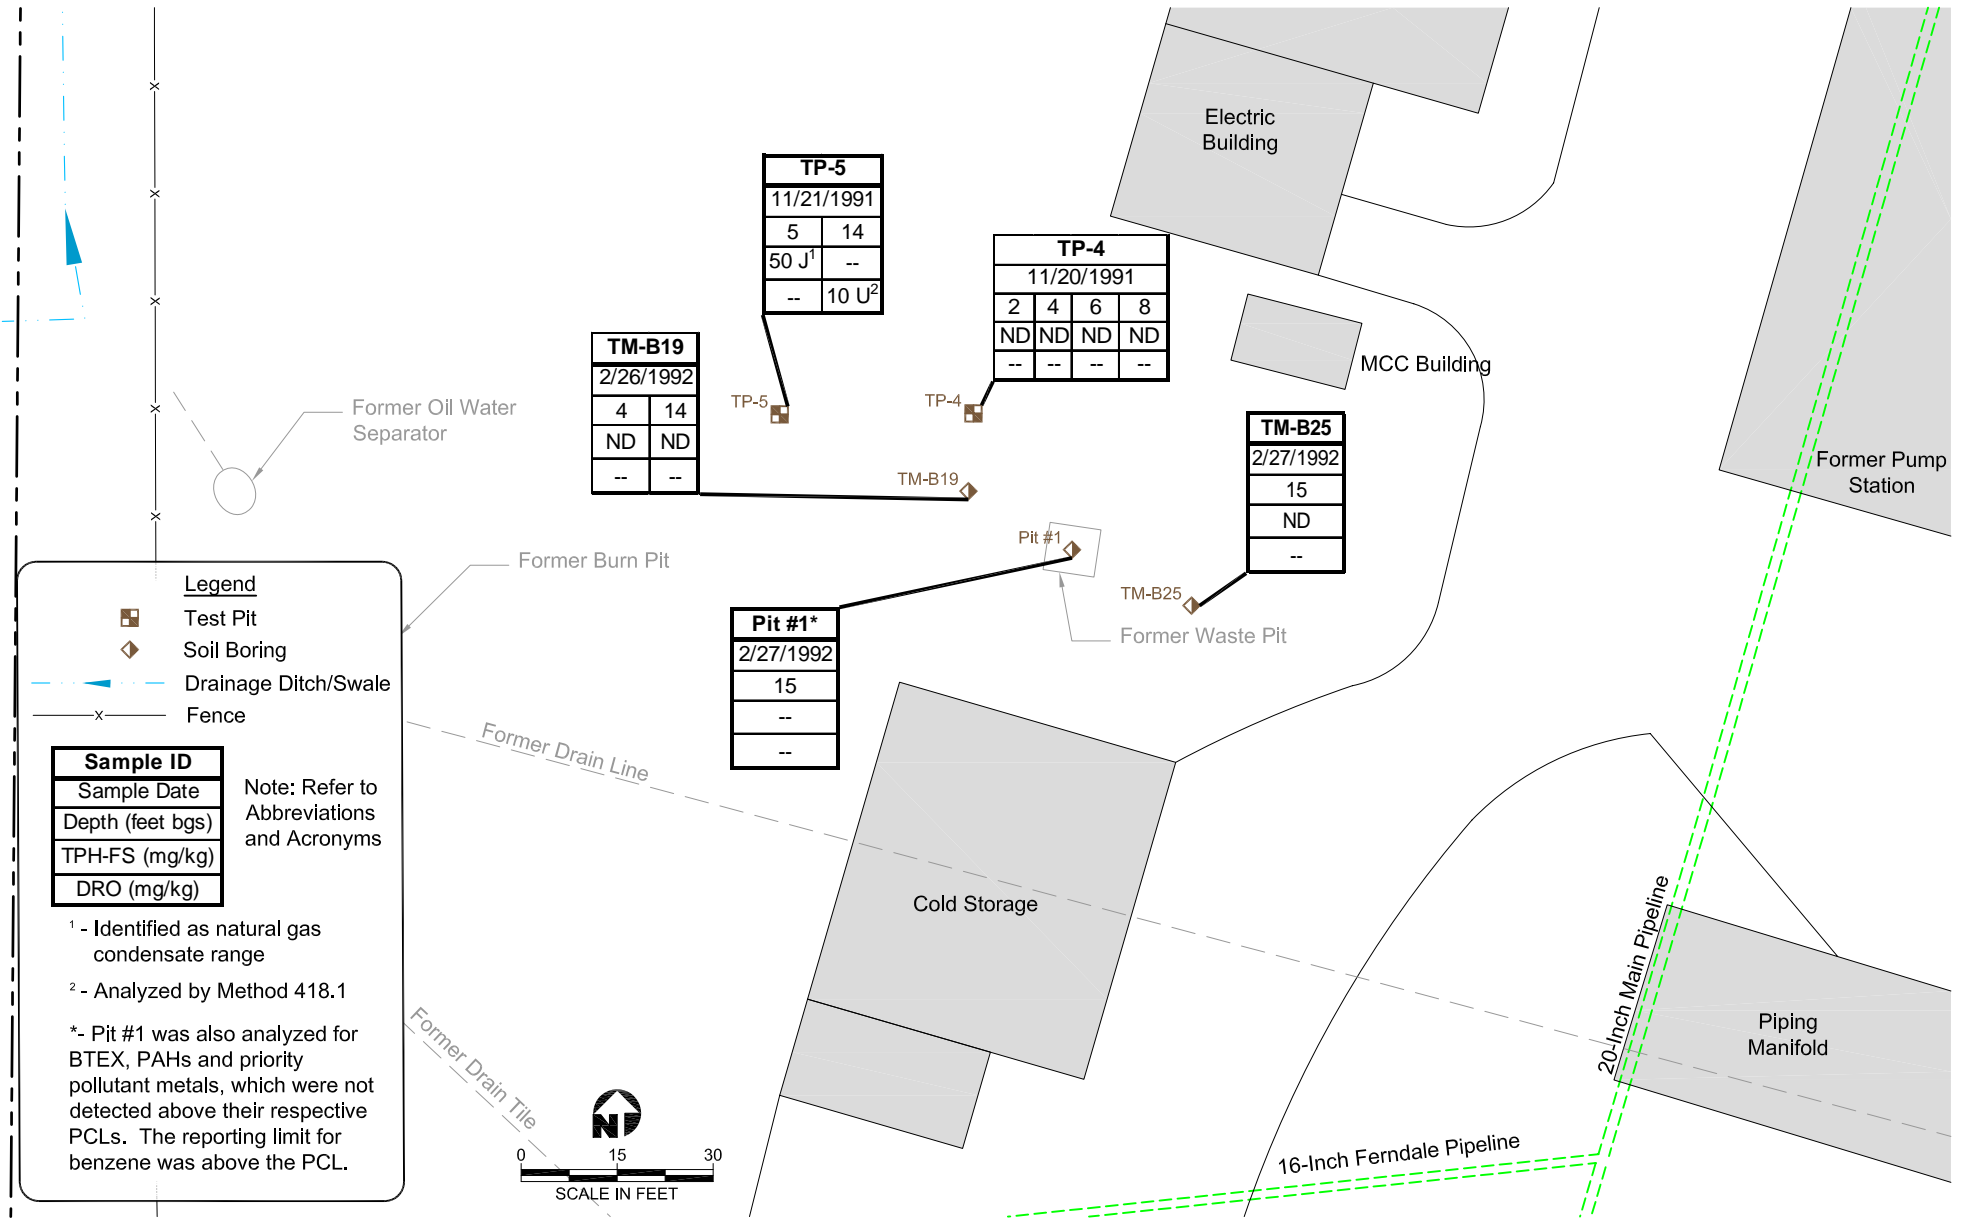 Electric
Building
TP-5
11/21/1991
5 14
50 J¹ --
-- 10 U²
TP-4
11/20/1991
2 4 6 8
ND ND ND ND
-- -- -- --
TM-B19
2/26/1992
4 14
ND ND
-- --
MCC Building
TP-5
TP-4
Former Oil Water
Separator
TM-B25
2/27/1992
15
ND
--
Former Pump
Station
TM-B19
Pit #1
Former Burn Pit
TM-B25
Former Waste Pit
Pit #1*
2/27/1992
15
--
--
Legend
Test Pit
Soil Boring
Drainage Ditch/Swale
x Fence
Sample ID
Sample Date
Depth (feet bgs)
TPH-FS (mg/kg)
DRO (mg/kg)
Note: Refer to
Abbreviations
and Acronyms
¹ - Identified as natural gas
condensate range
² - Analyzed by Method 418.1
*- Pit #1 was also analyzed for
BTEX, PAHs and priority
pollutant metals, which were not
detected above their respective
PCLs. The reporting limit for
benzene was above the PCL.
Former Drain Line
Cold Storage
Former Drain Tile
N
0 15 30
SCALE IN FEET
20-Inch Main Pipeline
Piping
Manifold
16-Inch Ferndale Pipeline